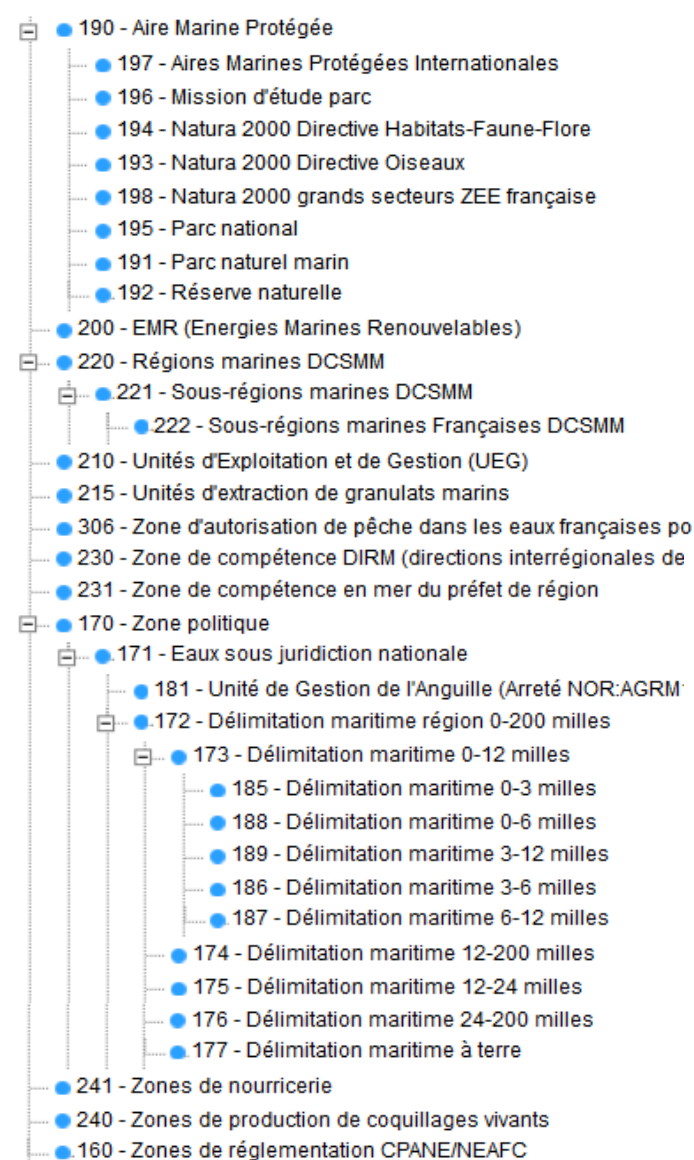 190 - Aire Marine Protégée
197 - Aires Marines Protégées Internationales
196 - Mission d'étude parc
194 - Natura 2000 Directive Habitats-Faune-Flore
193 - Natura 2000 Directive Oiseaux
198 - Natura 2000 grands secteurs ZEE française
195 - Parc national
191 - Parc naturel marin
192 - Réserve naturelle
200 - EMR (Energies Marines Renouvelables)
220 - Régions marines DCSMM
221 - Sous-régions marines DCSMM
222 - Sous-régions marines Françaises DCSMM
210 - Unités d'Exploitation et de Gestion (UEG)
215 - Unités d'extraction de granulats marins
306 - Zone d'autorisation de pêche dans les eaux françaises po
230 - Zone de compétence DIRM (directions interrégionales de
231 - Zone de compétence en mer du préfet de région
170 - Zone politique
171 - Eaux sous juridiction nationale
181 - Unité de Gestion de l'Anguille (Arreté NOR:AGRM
172 - Délimitation maritime région 0-200 milles
173 - Délimitation maritime 0-12 milles
185 - Délimitation maritime 0-3 milles
188 - Délimitation maritime 0-6 milles
189 - Délimitation maritime 3-12 milles
186 - Délimitation maritime 3-6 milles
187 - Délimitation maritime 6-12 milles
174 - Délimitation maritime 12-200 milles
175 - Délimitation maritime 12-24 milles
176 - Délimitation maritime 24-200 milles
177 - Délimitation maritime à terre
241 - Zones de nourricerie
240 - Zones de production de coquillages vivants
160 - Zones de réglementation CPANE/NEAFC